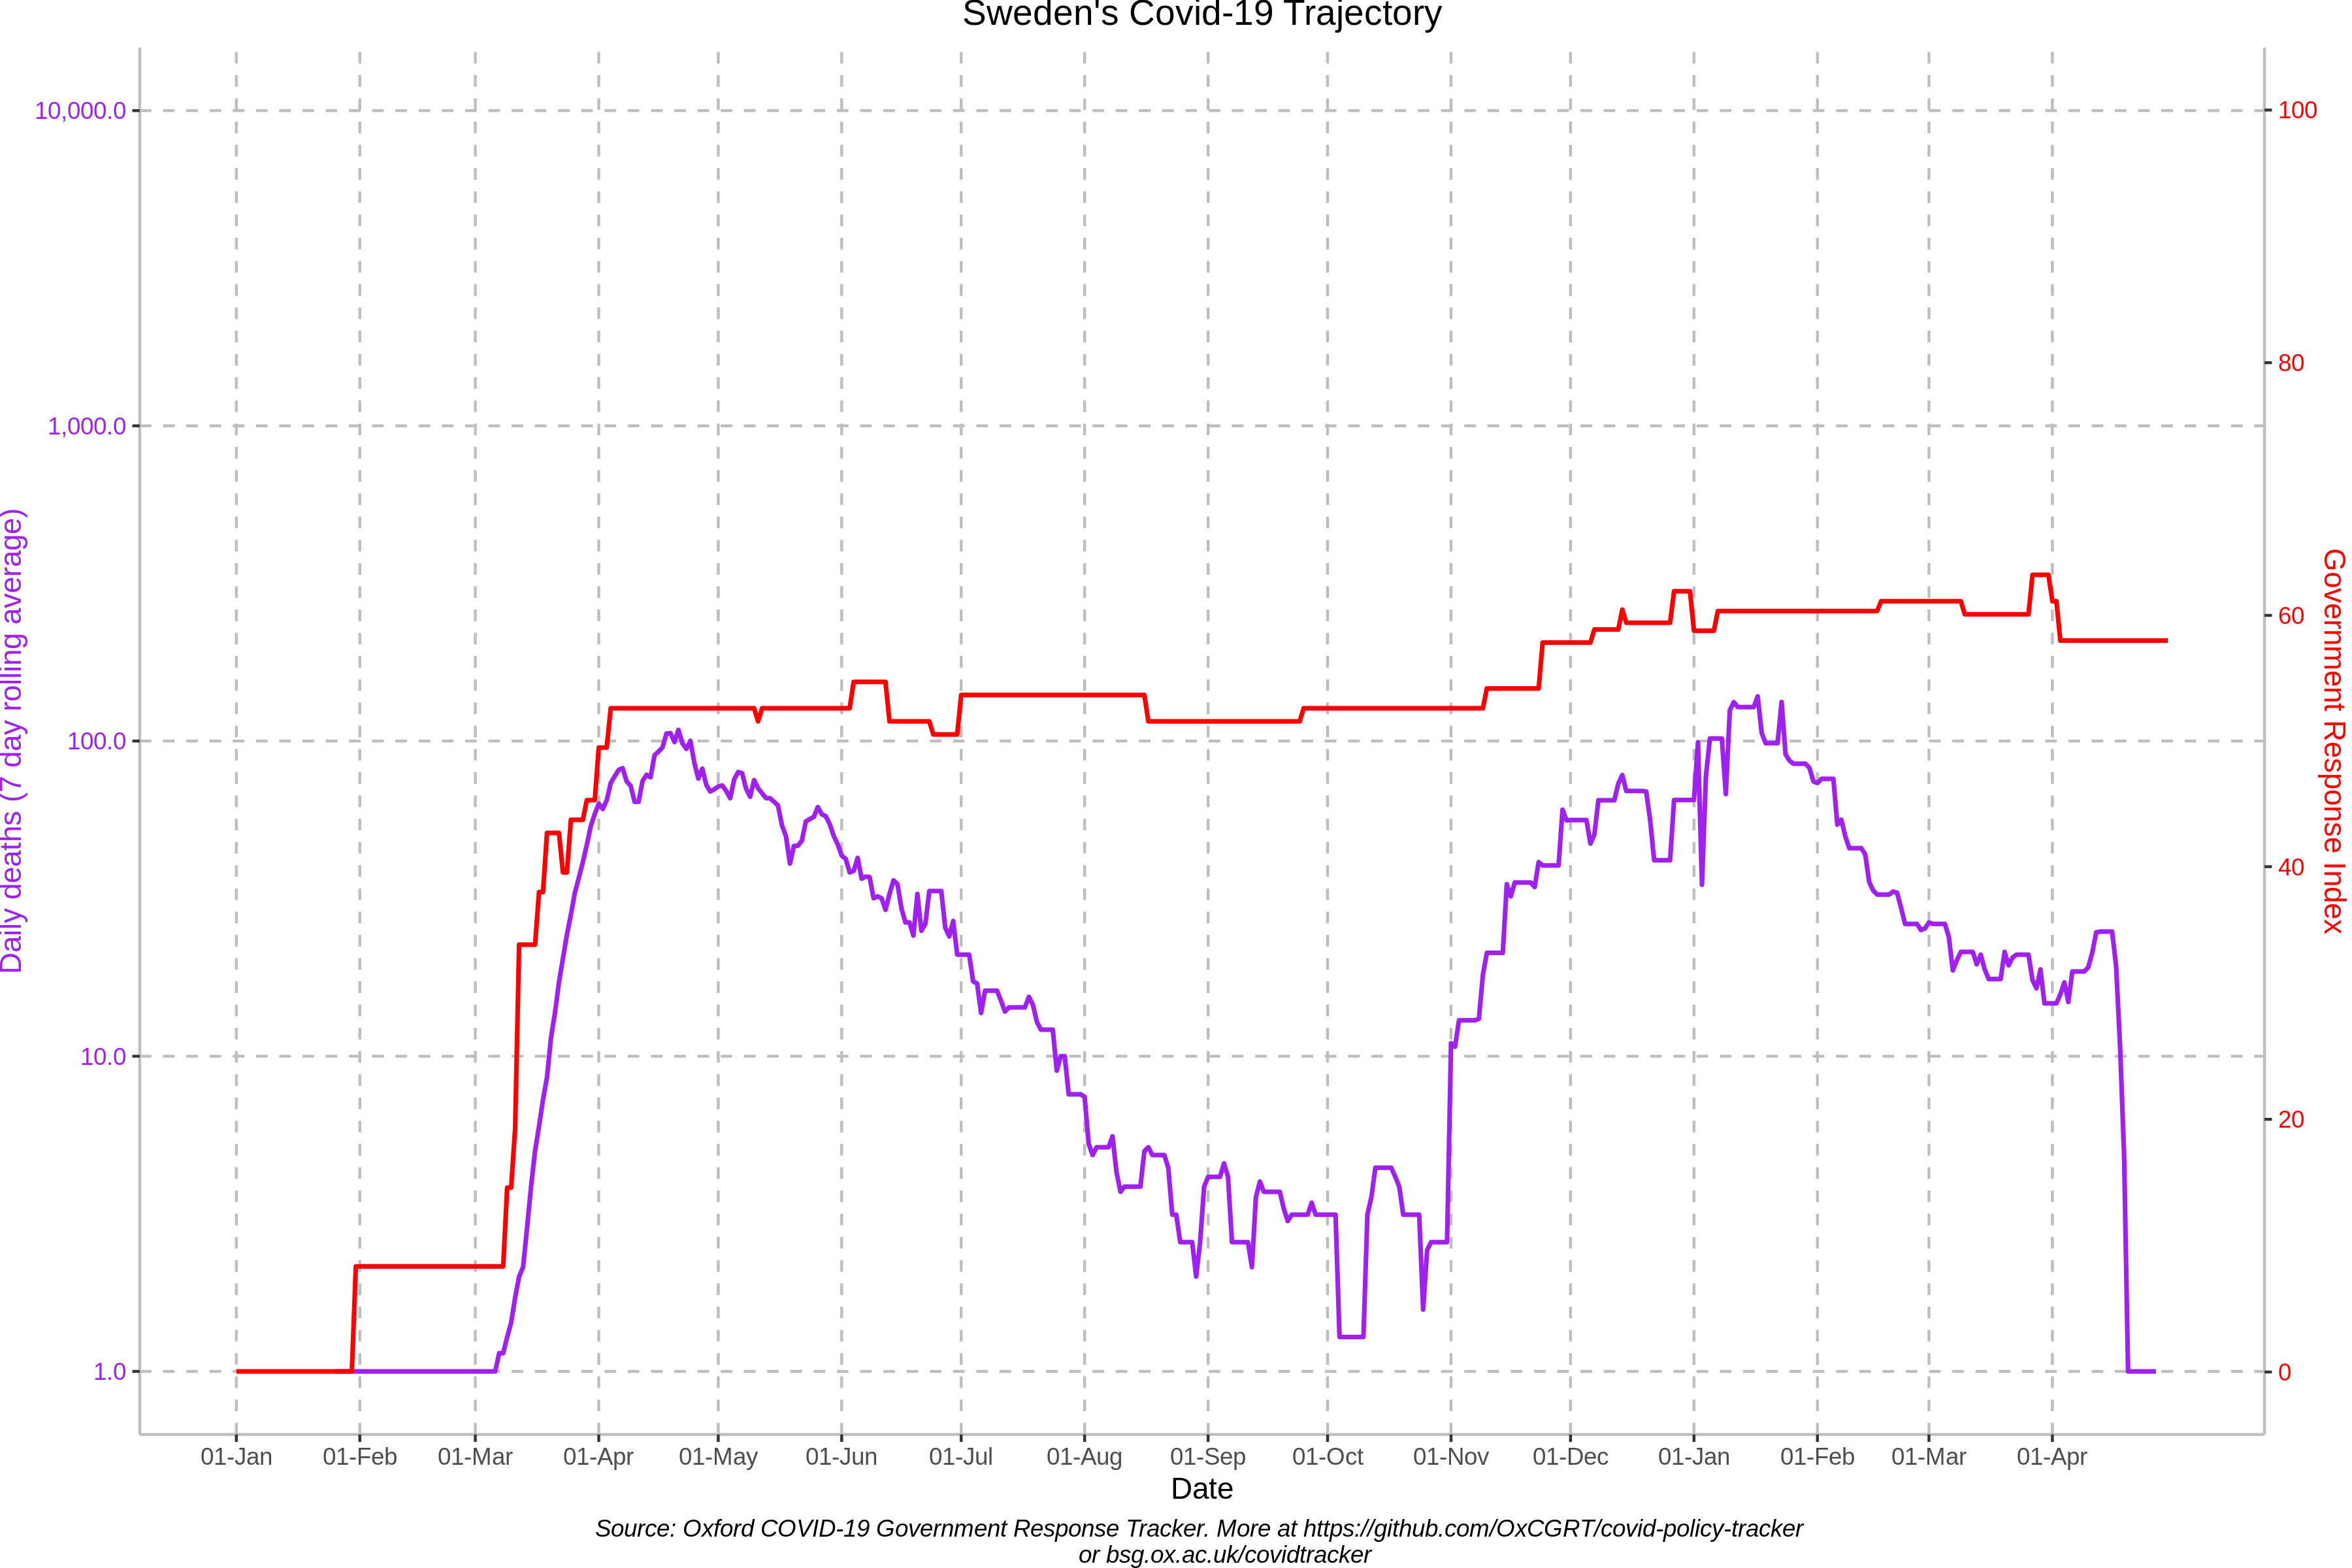 Sweden's Covid-19 Trajectory
10,000.0
1,000.0
100.0
10.0
1.0
Daily deaths (7 day rolling average)
100
80
60
40
20
0
Government Response Index
01-Jan 01-Feb 01-Mar 01-Apr 01-May 01-Jun 01-Jul 01-Aug 01-Sep 01-Oct 01-Nov 01-Dec 01-Jan 01-Feb 01-Mar 01-Apr
Date
Source: Oxford COVID-19 Government Response Tracker. More at https://github.com/OxCGRT/covid-policy-tracker
or bsg.ox.ac.uk/covidtracker